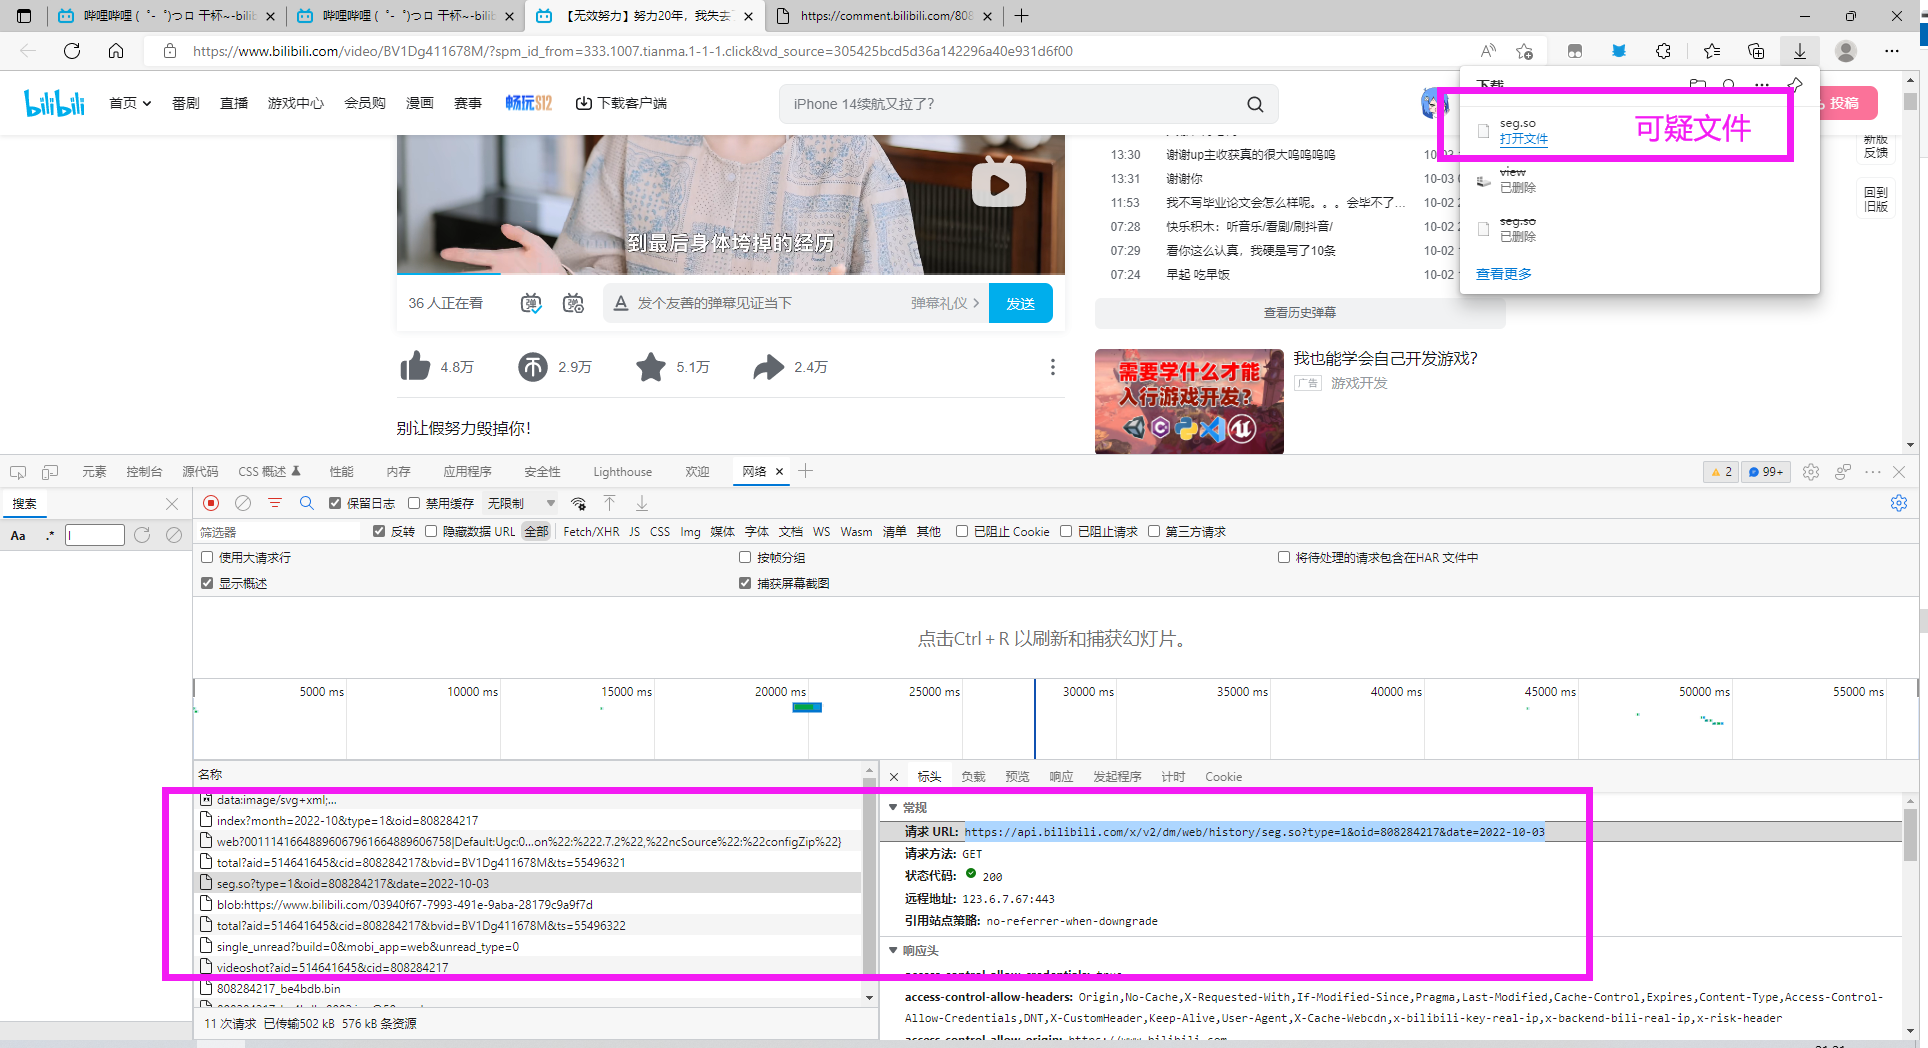 哔哩哔哩 (゜-゜)つロ 干杯~-bilib
哔哩哔哩 (゜-゜)つロ 干杯~-bilib
【无效努力】努力20年，我失去
https://comment.bilibili.com/808
https://www.bilibili.com/video/BV1Dg411678M/?spm_id_from=333.1007.tianma.1-1-1.click&vd_source=305425bcd5d36a142296a40e931d6f00
bilibili 首页 番剧 直播 游戏中心 会员购 漫画 赛事 畅玩S12 下载客户端
iPhone 14续航又拉了?
投稿
下载
seg.so
打开文件
可疑文件
view
已删除
seg.so
已删除
查看更多
新版
反馈
回到
旧版
13:30 谢谢up主收获真的很大呜呜呜呜 10-03
13:31 谢谢你 10-03
11:53 我不写毕业论文会怎么样呢。。。会毕不了... 10-02
07:28 快乐积木：听音乐/看剧/刷抖音/ 10-02
07:29 看你这么认真，我硬是写了10条 10-02
07:24 早起 吃早饭 10-02
查看历史弹幕
到最后身体垮掉的经历
36 人正在看 弹 弹 A 发个友善的弹幕见证当下 弹幕礼仪 > 发送
4.8万 2.9万 5.1万 2.4万
别让假努力毁掉你!
需要学什么才能
入行游戏开发?
我也能学会自己开发游戏?
广告 游戏开发
元素 控制台 源代码 CSS 概述 性能 内存 应用程序 安全性 Lighthouse 欢迎 网络 2 99+
搜索
保留日志 禁用缓存 无限制
Aa .* l
筛选器 反转 隐藏数据 URL 全部 Fetch/XHR JS CSS Img 媒体 字体 文档 WS Wasm 清单 其他 已阻止 Cookie 已阻止请求 第三方请求
使用大请求行 按帧分组 将待处理的请求包含在HAR 文件中
显示概述 捕获屏幕截图
点击Ctrl + R 以刷新和捕获幻灯片。
5000 ms 10000 ms 15000 ms 20000 ms 25000 ms 30000 ms 35000 ms 40000 ms 45000 ms 50000 ms 55000 ms
名称
data:image/svg+xml;...
index?month=2022-10&type=1&oid=808284217
web?0011141664889606796166488960​6758|Default:Ugc:0...on%22:%222.7.2%22,%22ncSource%22:%22configZip%22}
total?aid=514641645&cid=808284217&bvid=BV1Dg411678M&ts=55496321
seg.so?type=1&oid=808284217&date=2022-10-03
blob:https://www.bilibili.com/03940f67-7993-491e-9aba-28179c9a9f7d
total?aid=514641645&cid=808284217&bvid=BV1Dg411678M&ts=55496322
single_unread?build=0&mobi_app=web&unread_type=0
videoshot?aid=514641645&cid=808284217
808284217_be4bdb.bin
11 次请求 已传输502 kB 576 kB 条资源
标头 负载 预览 响应 发起程序 计时 Cookie
常规
请求 URL: https://api.bilibili.com/x/v2/dm/web/history/seg.so?type=1&oid=808284217&date=2022-10-03
请求方法: GET
状态代码: 200
远程地址: 123.6.7.67:443
引用站点策略: no-referrer-when-downgrade
响应头
access-control-allow-credentials: true
access-control-allow-headers: Origin,No-Cache,X-Requested-With,If-Modified-Since,Pragma,Last-Modified,Cache-Control,Expires,Content-Type,Access-Control-
Allow-Credentials,DNT,X-CustomHeader,Keep-Alive,User-Agent,X-Cache-Webcdn,x-bilibili-key-real-ip,x-backend-bili-real-ip,x-risk-header
access-control-allow-origin: https://www.bilibili.com